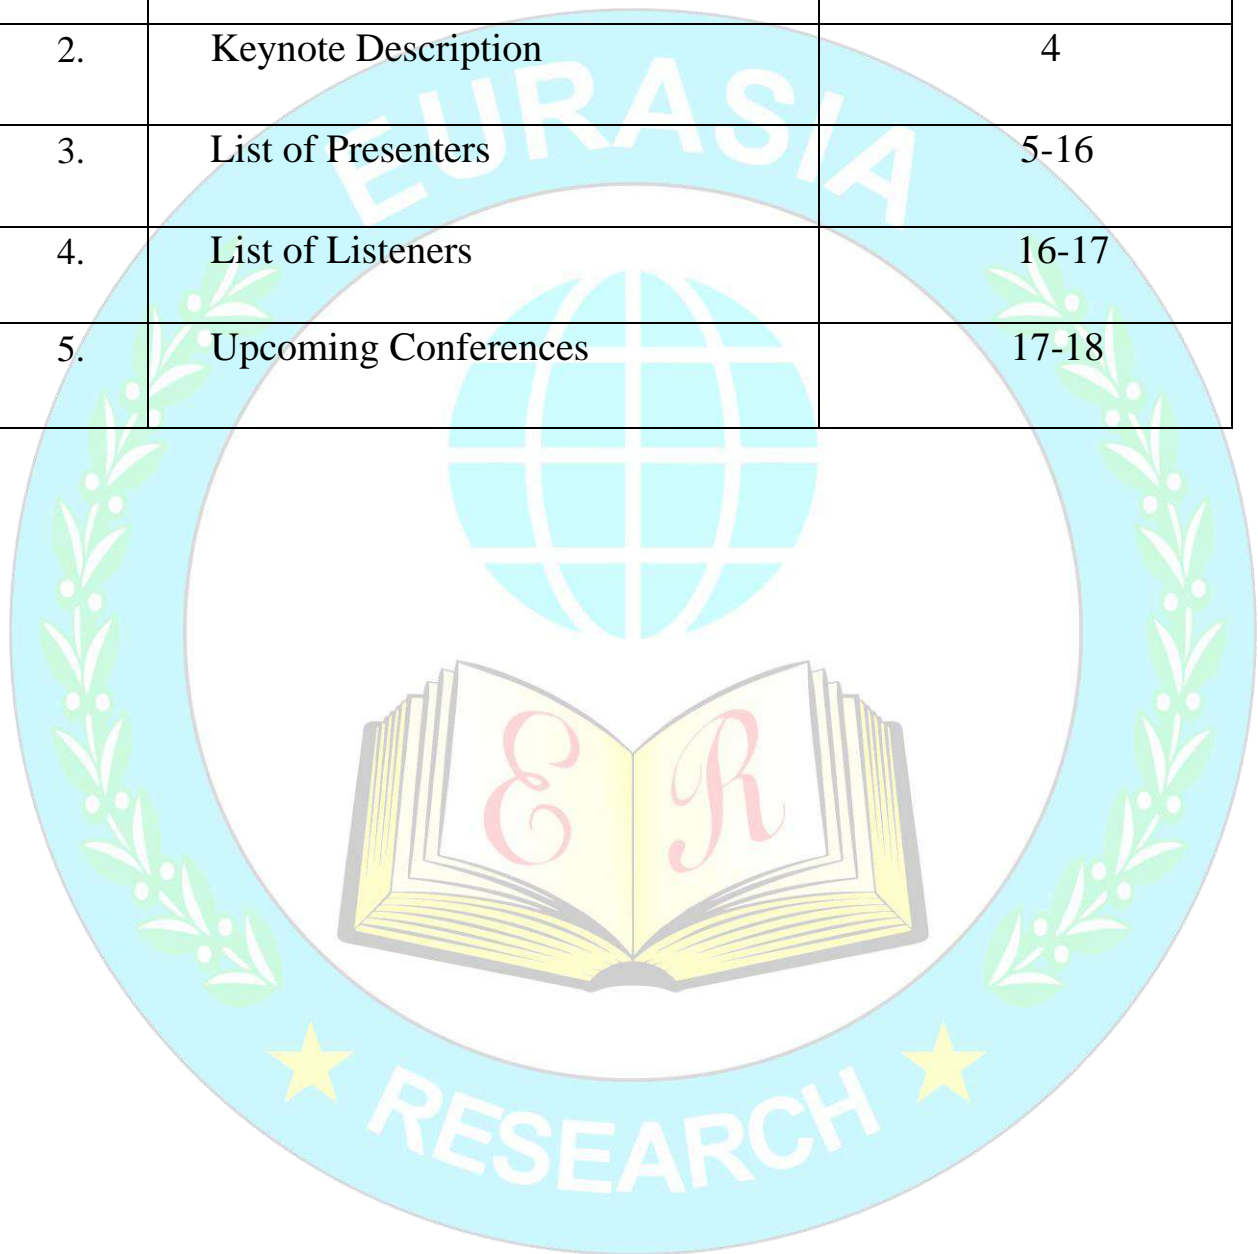 2. Keynote Description 4
3. List of Presenters 5-16
4. List of Listeners 16-17
5. Upcoming Conferences 17-18
EURASIA
E R
RESEARCH